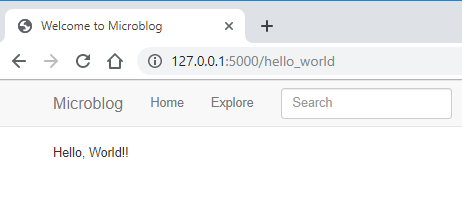 Welcome to Microblog
127.0.0.1:5000/hello_world
Microblog Home Explore Search
Hello, World!!